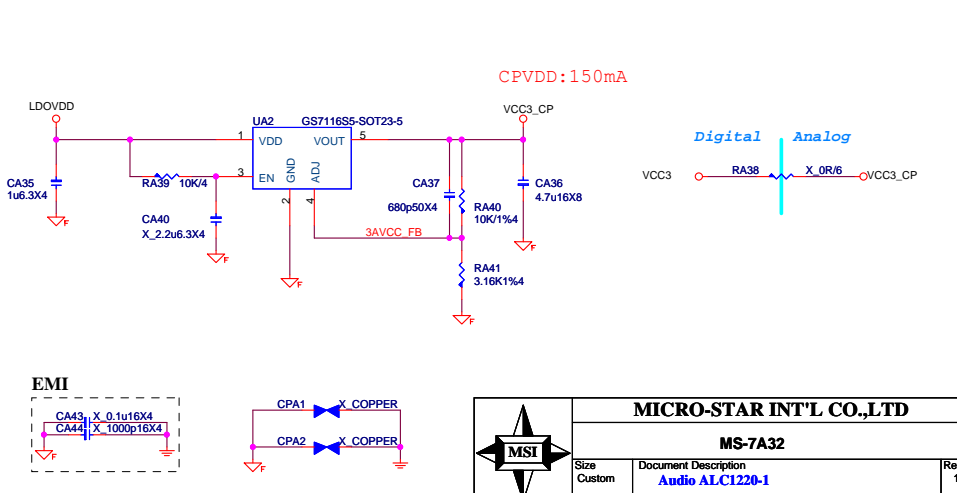 CPVDD:150mA
LDOVDD
VCC3_CP
UA2 GS7116S5-SOT23-5
1 VDD VOUT 5
3 EN GND ADJ
2 4
CA35
1u6.3X4
RA39 10K/4
CA40
X_2.2u6.3X4
CA37
680p50X4
RA40
10K/1%4
CA36
4.7u16X8
3AVCC_FB
RA41
3.16K1%4
F
F
F
F
F
Digital Analog
VCC3 RA38 X_0R/6 VCC3_CP
EMI
CA43 X_0.1u16X4
CA44 X_1000p16X4
F
CPA1 X_COPPER
CPA2 X_COPPER
F
MSI
MICRO-STAR INT'L CO.,LTD
MS-7A32
Size
Custom
Document Description
Audio ALC1220-1
Re
1